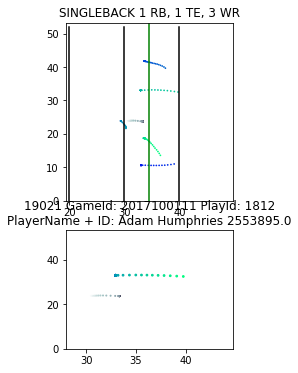 SINGLEBACK 1 RB, 1 TE, 3 WR
50
40
30
20
10
0
20 30 40
19021 GameId: 2017100111 PlayId: 1812
PlayerName + ID: Adam Humphries 2553895.0
40
20
0
30 35 40